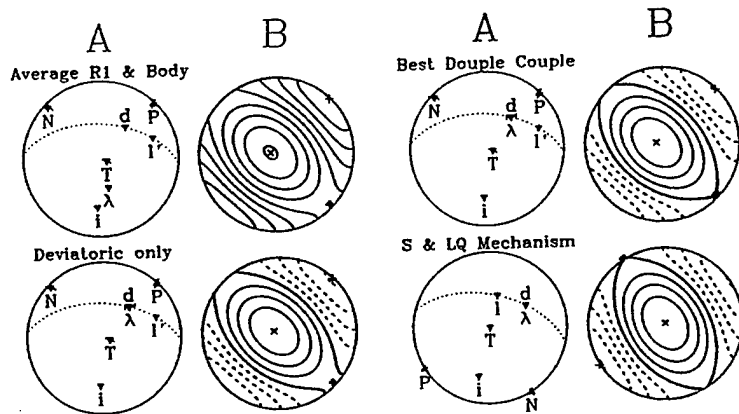 A B A B
Average R1 & Body
N P d I' T λ i
Best Douple Couple
N P d λ I' T i
Deviatoric only
N P d λ I' T i
S & LQ Mechanism
I d λ T P i N